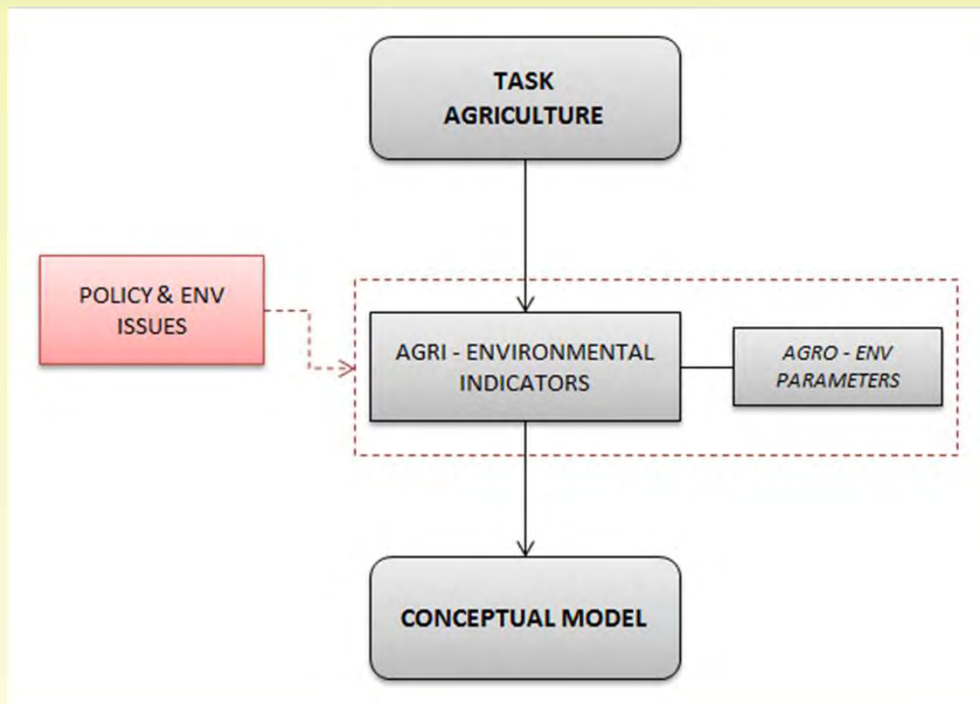 TASK
AGRICULTURE
POLICY & ENV
ISSUES
AGRI - ENVIRONMENTAL
INDICATORS
AGRO - ENV
PARAMETERS
CONCEPTUAL MODEL